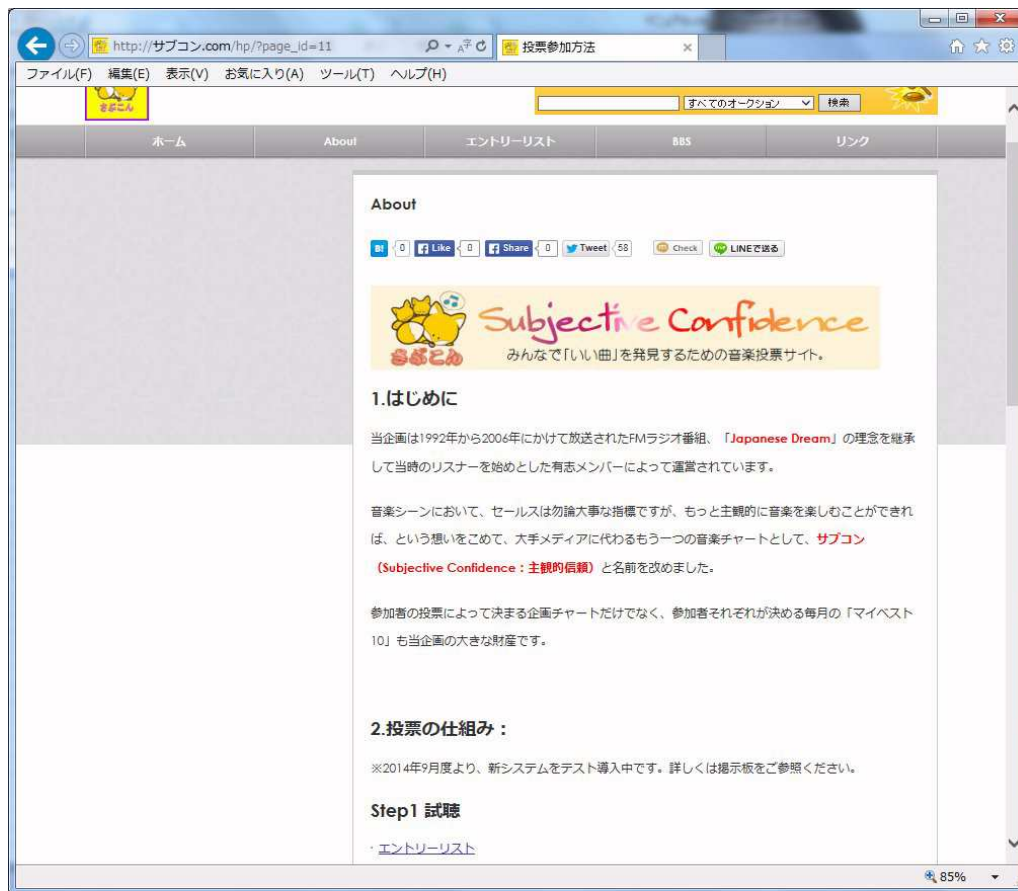 http://サブコン.com/hp/?page_id=11
投票参加方法
ファイル(F) 編集(E) 表示(V) お気に入り(A) ツール(T) ヘルプ(H)
さぶこん
すべてのオークション 検索
ホーム About エントリーリスト BBS リンク
About
B! 0 Like 0 Share 0 Tweet 58 Check LINEで送る
さぶこん Subjective Confidence
みんなで「いい曲」を発見するための音楽投票サイト。
1.はじめに
当企画は1992年から2006年にかけて放送されたFMラジオ番組、「Japanese Dream」の理念を継承
して当時のリスナーを始めとした有志メンバーによって運営されています。
音楽シーンにおいて、セールスは勿論大事な指標ですが、もっと主観的に音楽を楽しむことができれ
ば、という想いをこめて、大手メディアに代わるもう一つの音楽チャートとして、サブコン
（Subjective Confidence：主観的信頼）と名前を改めました。
参加者の投票によって決まる企画チャートだけでなく、参加者それぞれが決める毎月の「マイベスト
10」も当企画の大きな財産です。
2.投票の仕組み：
※2014年9月度より、新システムをテスト導入中です。詳しくは掲示板をご参照ください。
Step1 試聴
・エントリーリスト
85%